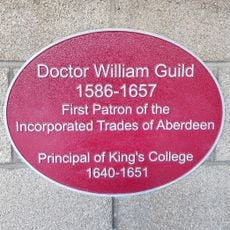 Doctor William Guild
1586-1657
First Patron of the
Incorporated Trades of Aberdeen
Principal of King's College
1640-1651